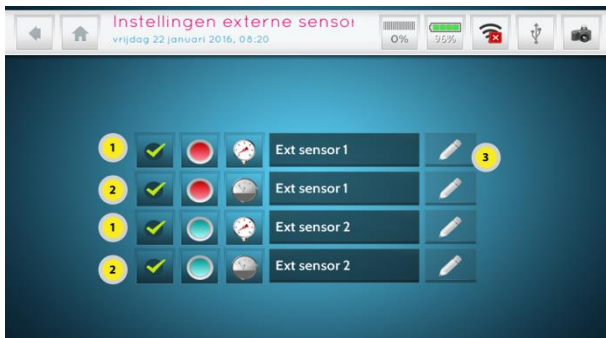 Instellingen externe sensor
vrijdag 22 januari 2016, 08:20
0%
96%
1
Ext sensor 1
3
2
Ext sensor 1
1
Ext sensor 2
2
Ext sensor 2